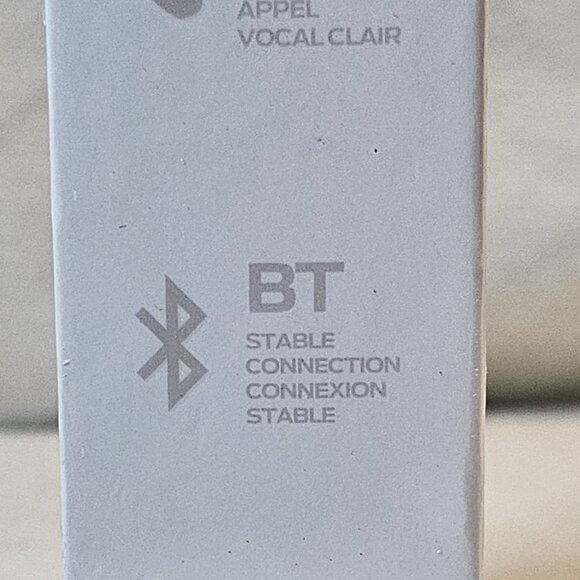 APPEL
VOCAL CLAIR
BT
STABLE
CONNECTION
CONNEXION
STABLE